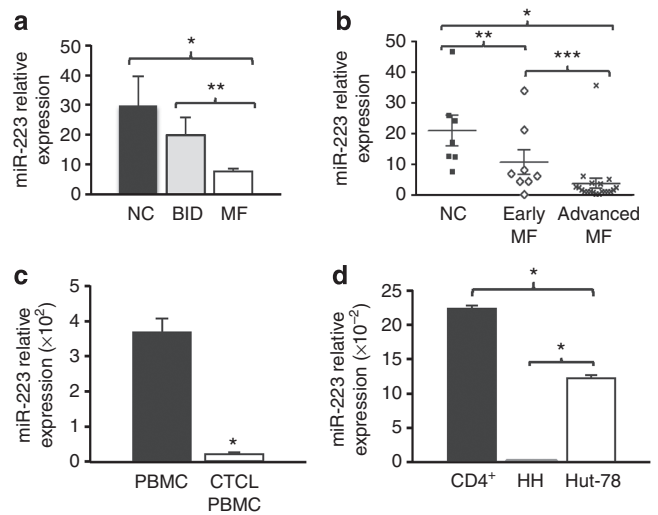 a
miR-223 relative
expression
50
40
30
20
10
0
*
**
NC BID MF
b
miR-223 relative
expression
50
40
30
20
10
0
*
**
***
NC Early Advanced
MF MF
c
miR-223 relative
expression (×10²)
5
4
3
2
1
0
*
PBMC CTCL
PBMC
d
miR-223 relative
expression (×10⁻²)
25
20
15
10
5
0
*
*
CD4⁺ HH Hut-78